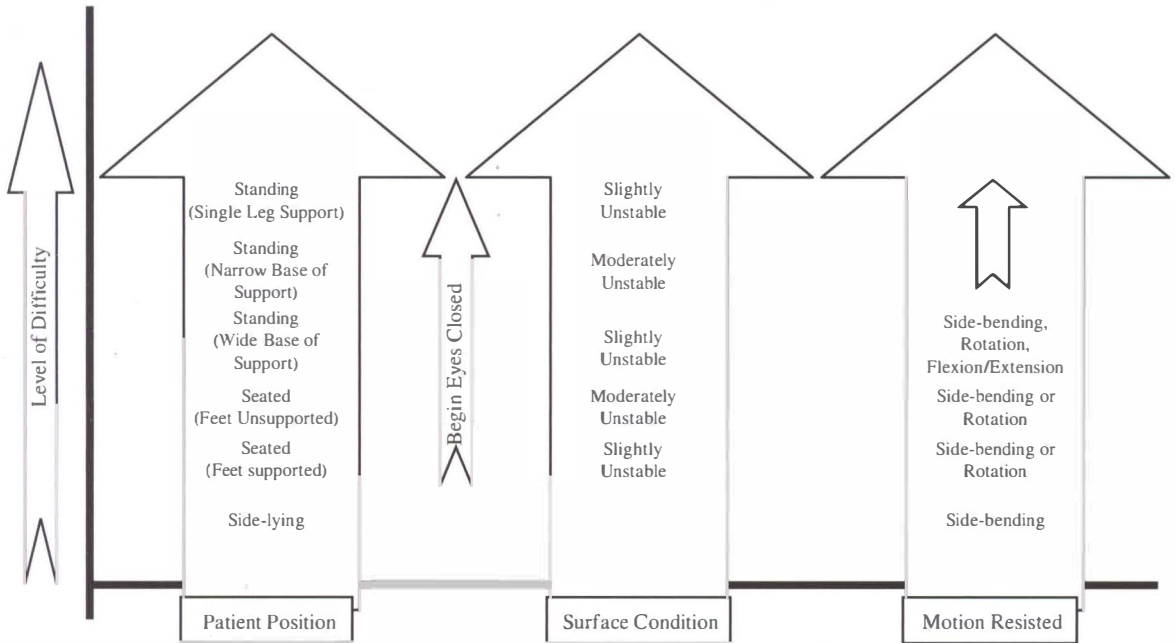 Level of Difficulty
Standing
(Single Leg Support)
Standing
(Narrow Base of
Support)
Standing
(Wide Base of
Support)
Seated
(Feet Unsupported)
Seated
(Feet supported)
Side-lying
Patient Position
Begin Eyes Closed
Slightly
Unstable
Moderately
Unstable
Slightly
Unstable
Moderately
Unstable
Slightly
Unstable
Surface Condition
Side-bending,
Rotation,
Flexion/Extension
Side-bending or
Rotation
Side-bending or
Rotation
Side-bending
Motion Resisted